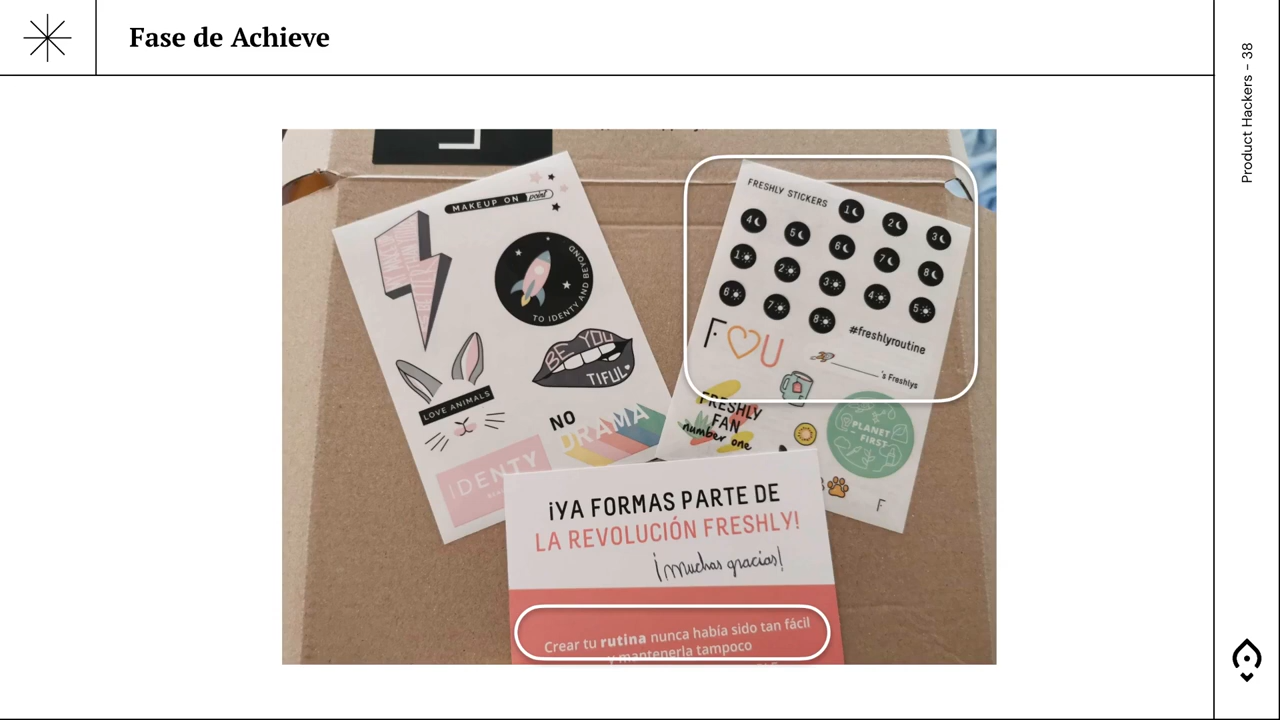 Fase de Achieve
Product Hackers – 38
MAKEUP ON point
TO IDENTY AND BEYOND
BE YOU
TIFUL
LOVE ANIMALS
NO
DRAMA
IDENTY
FRESHLY STICKERS
1 2 3
4 5 6 7 8
1 2 3 4 5
6 7 8
#freshlyroutine
F U
's Freshlys
FRESHLY
FAN
number one
PLANET
FIRST
F
¡YA FORMAS PARTE DE
LA REVOLUCIÓN FRESHLY!
¡muchas gracias!
Crear tu rutina nunca había sido tan fácil
y mantenerla tampoco